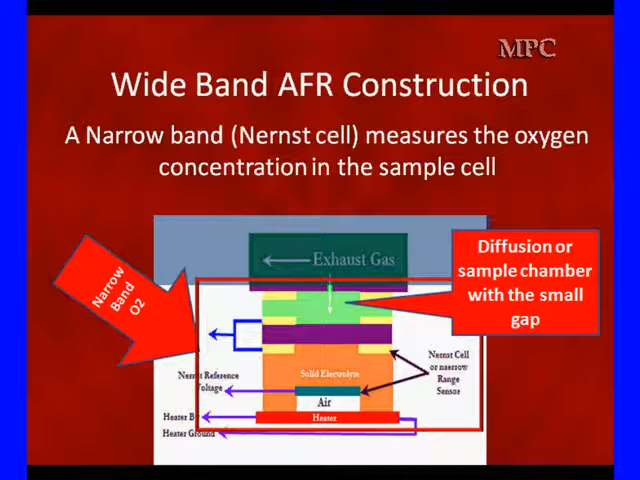 MPC
Wide Band AFR Construction
A Narrow band (Nernst cell) measures the oxygen
concentration in the sample cell
Exhaust Gas
Diffusion or
sample chamber
with the small
gap
Narrow
Band
O2
Solid Electrolyte
Nernst Cell
or naerrow
Range
Sensor
Nernst Reference
Voltage
Air
Heater
Heater B+
Heater Ground